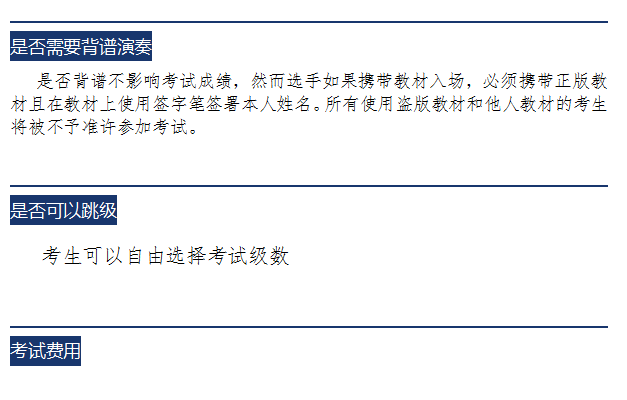 是否需要背谱演奏
是否背谱不影响考试成绩，然而选手如果携带教材入场，必须携带正版教
材且在教材上使用签字笔签署本人姓名。所有使用盗版教材和他人教材的考生
将被不予准许参加考试。
是否可以跳级
考生可以自由选择考试级数
考试费用